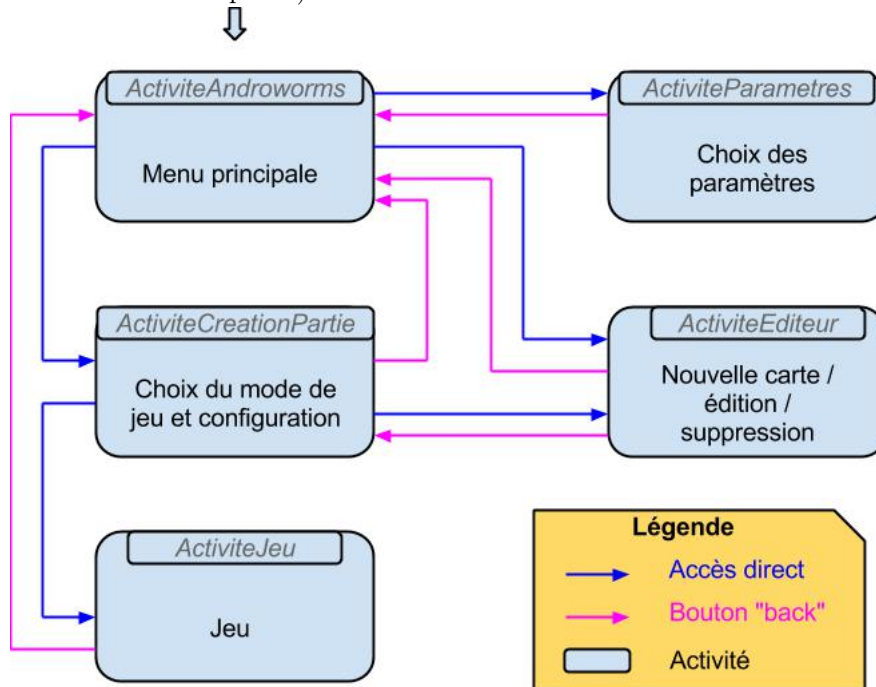 ActiviteAndroworms
Menu principale
ActiviteParametres
Choix des
paramètres
ActiviteCreationPartie
Choix du mode de
jeu et configuration
ActiviteEditeur
Nouvelle carte /
édition /
suppression
ActiviteJeu
Jeu
Légende
Accès direct
Bouton "back"
Activité